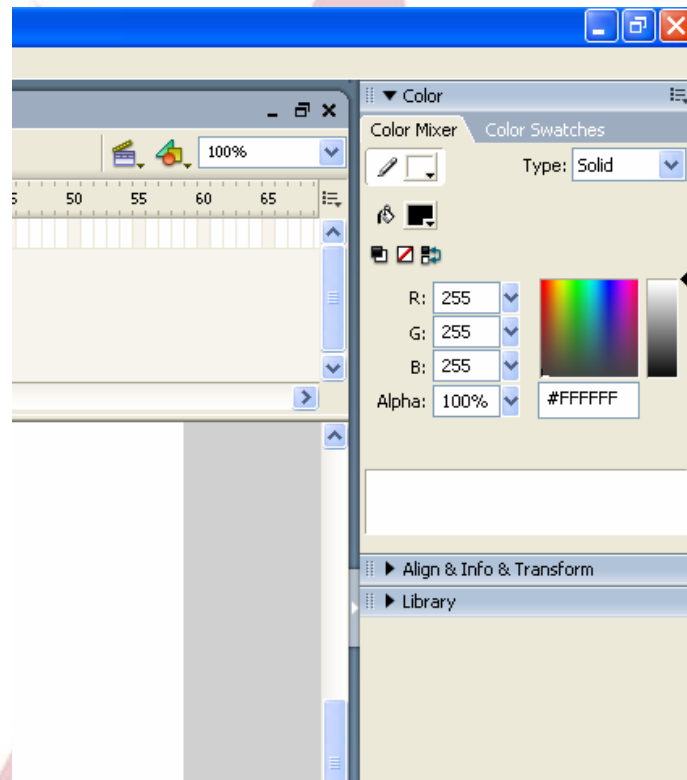 Color
Color Mixer Color Swatches
100%
Type: Solid
50 55 60 65
R: 255
G: 255
B: 255
Alpha: 100% #FFFFFF
Align & Info & Transform
Library